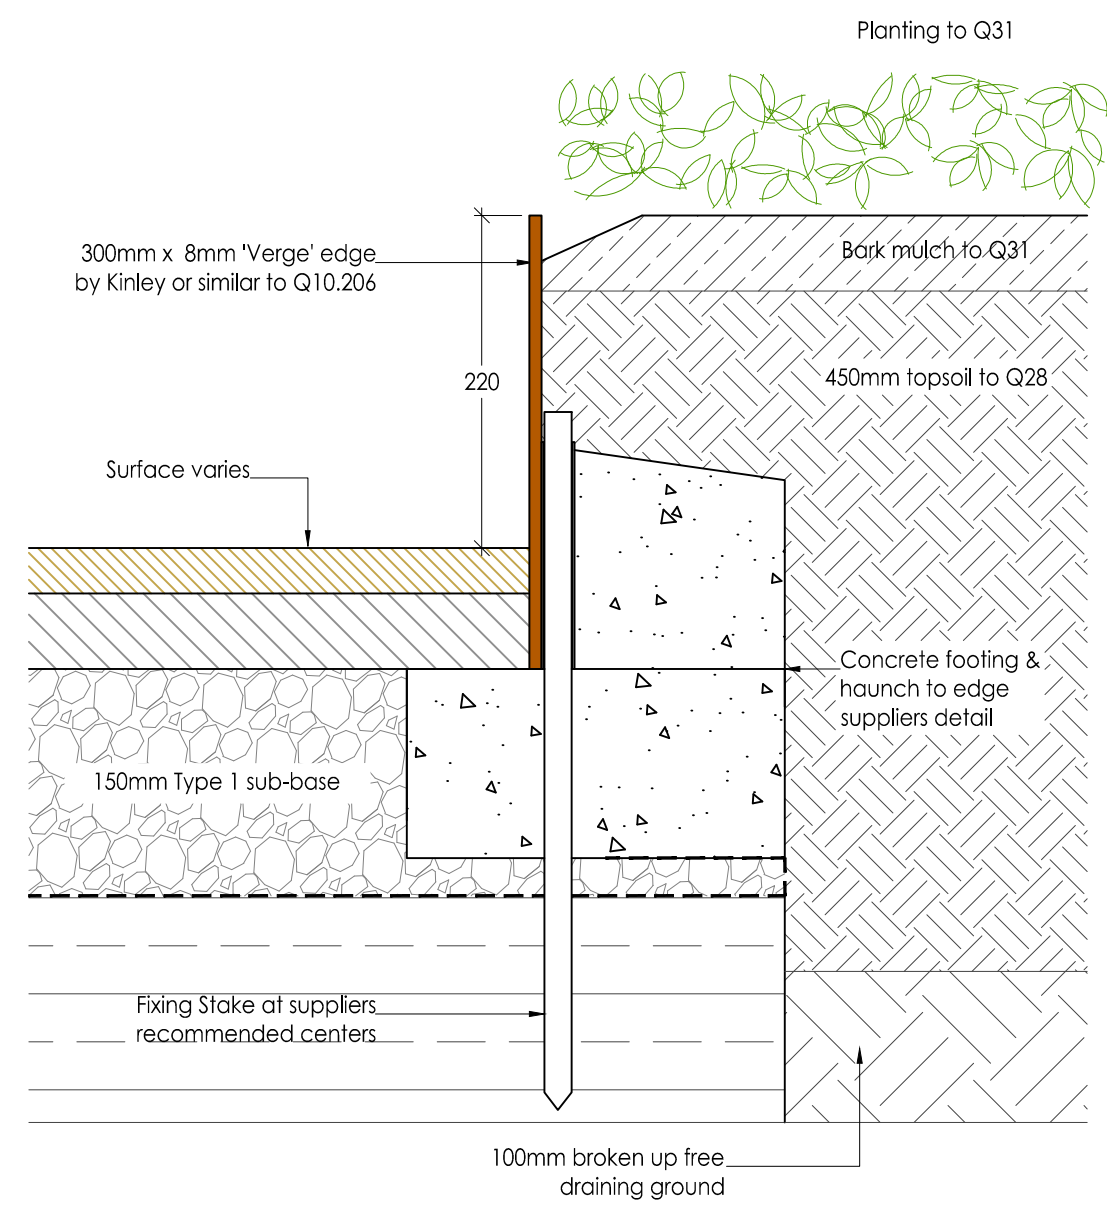 Planting to Q31
300mm x 8mm 'Verge' edge
by Kinley or similar to Q10.206
Bark mulch to Q31
220
450mm topsoil to Q28
Surface varies
Concrete footing &
haunch to edge
suppliers detail
150mm Type 1 sub-base
Fixing Stake at suppliers
recommended centers
100mm broken up free
draining ground